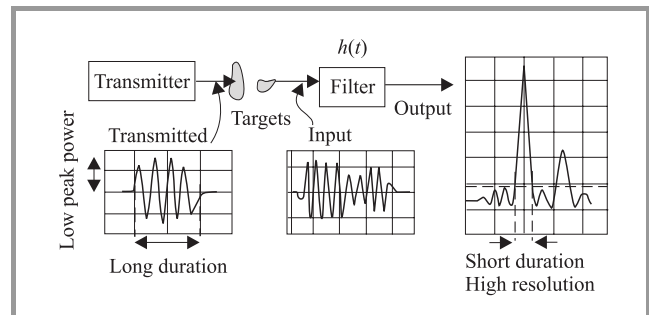 h(t)
Transmitter
Filter
Targets
Output
Transmitted
Input
Low peak power
Long duration
Short duration
High resolution